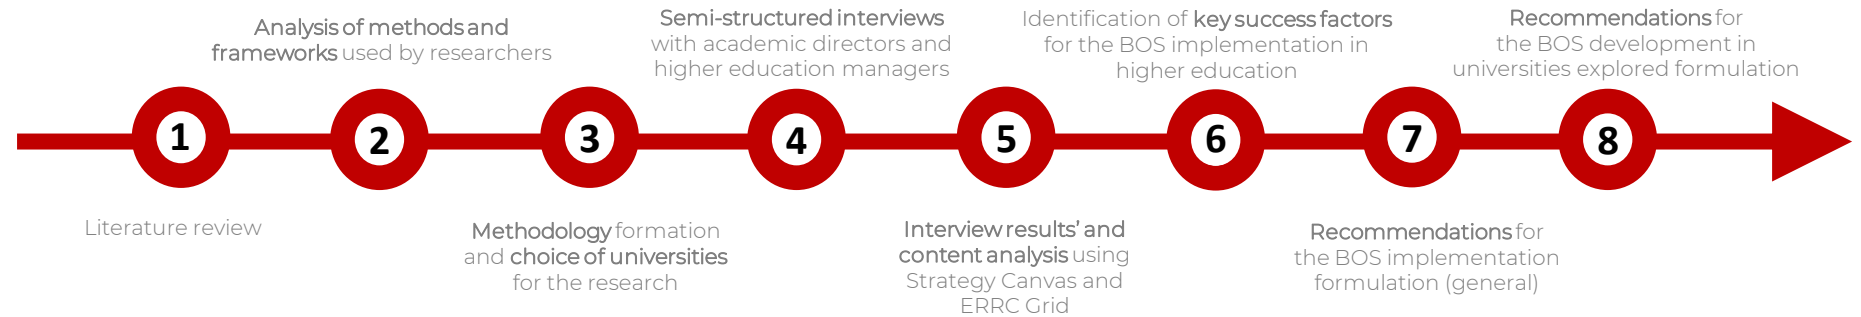 1
Literature review
Analysis of methods and
frameworks used by researchers
2
3
Methodology formation
and choice of universities
for the research
Semi-structured interviews
with academic directors and
higher education managers
4
5
Interview results' and
content analysis using
Strategy Canvas and
ERRC Grid
Identification of key success factors
for the BOS implementation in
higher education
6
7
Recommendations for
the BOS implementation
formulation (general)
Recommendations for
the BOS development in
universities explored formulation
8